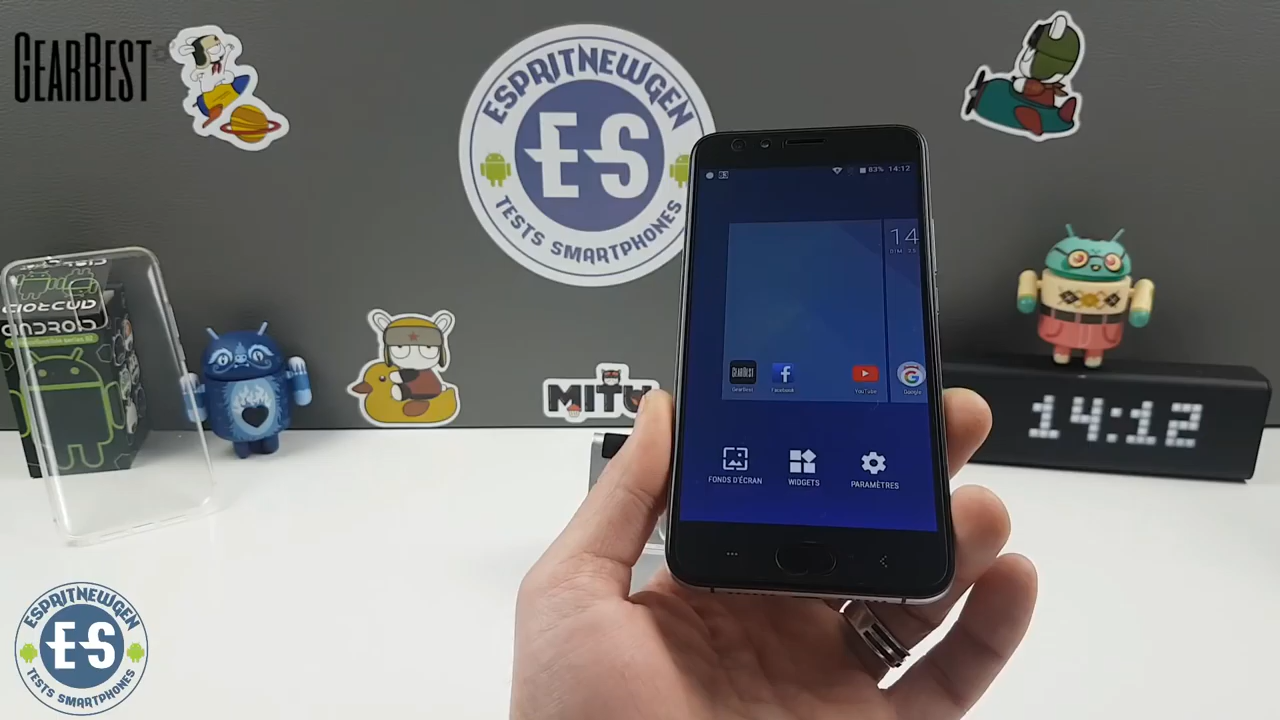 GEARBEST
ESPRITNEWGEN
ES
TESTS SMARTPHONES
83% 14:12
14
GEARBEST
GearBest
Facebook
YouTube
Google
FONDS D'ÉCRAN
WIDGETS
PARAMÈTRES
ANDROID
MITU
14:12
ESPRITNEWGEN
ES
TESTS SMARTPHONES